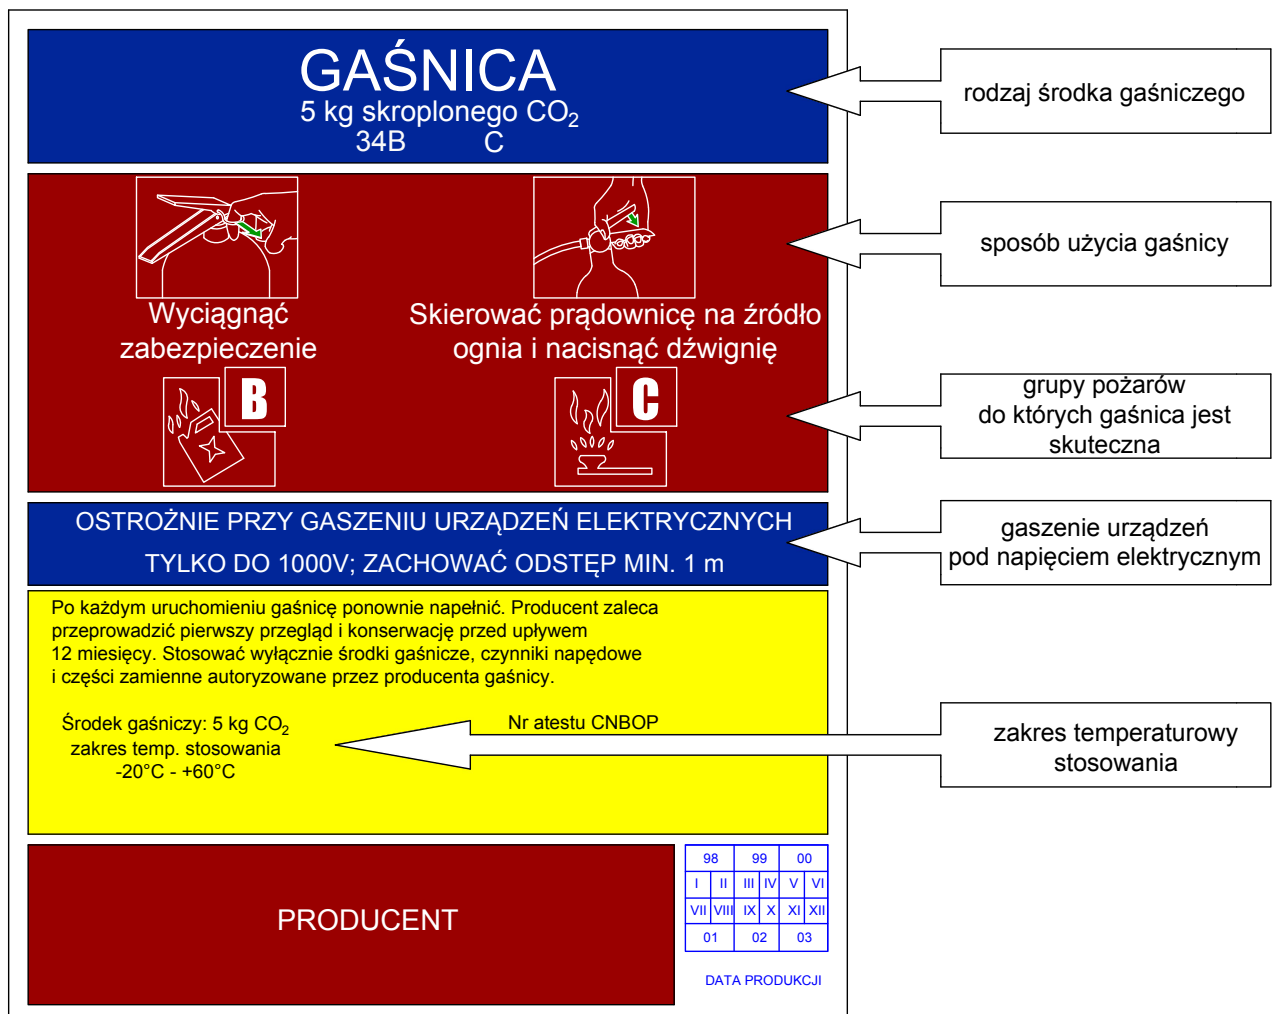 GAŚNICA
5 kg skroplonego CO₂
34B C
rodzaj środka gaśniczego
Wyciągnąć
zabezpieczenie
Skierować prądownicę na źródło
ognia i nacisnąć dźwignię
sposób użycia gaśnicy
B
C
grupy pożarów
do których gaśnica jest
skuteczna
OSTROŻNIE PRZY GASZENIU URZĄDZEŃ ELEKTRYCZNYCH
TYLKO DO 1000V; ZACHOWAĆ ODSTĘP MIN. 1 m
gaszenie urządzeń
pod napięciem elektrycznym
Po każdym uruchomieniu gaśnicę ponownie napełnić. Producent zaleca
przeprowadzić pierwszy przegląd i konserwację przed upływem
12 miesięcy. Stosować wyłącznie środki gaśnicze, czynniki napędowe
i części zamienne autoryzowane przez producenta gaśnicy.
Środek gaśniczy: 5 kg CO₂
zakres temp. stosowania
-20°C - +60°C
Nr atestu CNBOP
zakres temperaturowy
stosowania
PRODUCENT
98 99 00
I II III IV V VI
VII VIII IX X XI XII
01 02 03
DATA PRODUKCJI